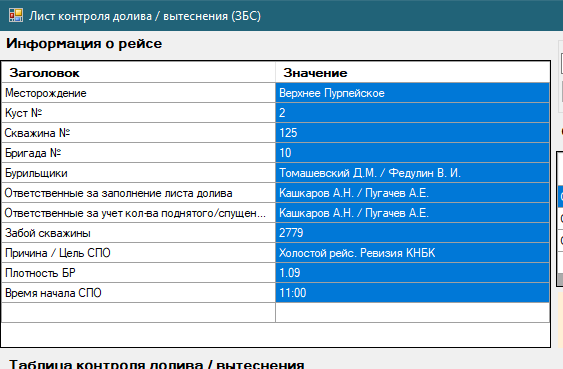 Лист контроля долива / вытеснения (ЗБС)
Информация о рейсе
Заголовок Значение
Месторождение Верхнее Пурпейское
Куст № 2
Скважина № 125
Бригада № 10
Бурильщики Томашевский Д.М. / Федулин В. И.
Ответственные за заполнение листа долива Кашкаров А.Н. / Пугачев А.Е.
Ответственные за учет кол-ва поднятого/спущен... Кашкаров А.Н. / Пугачев А.Е.
Забой скважины 2779
Причина / Цель СПО Холостой рейс. Ревизия КНБК
Плотность БР 1.09
Время начала СПО 11:00
Таблица контроля долива / вытеснения